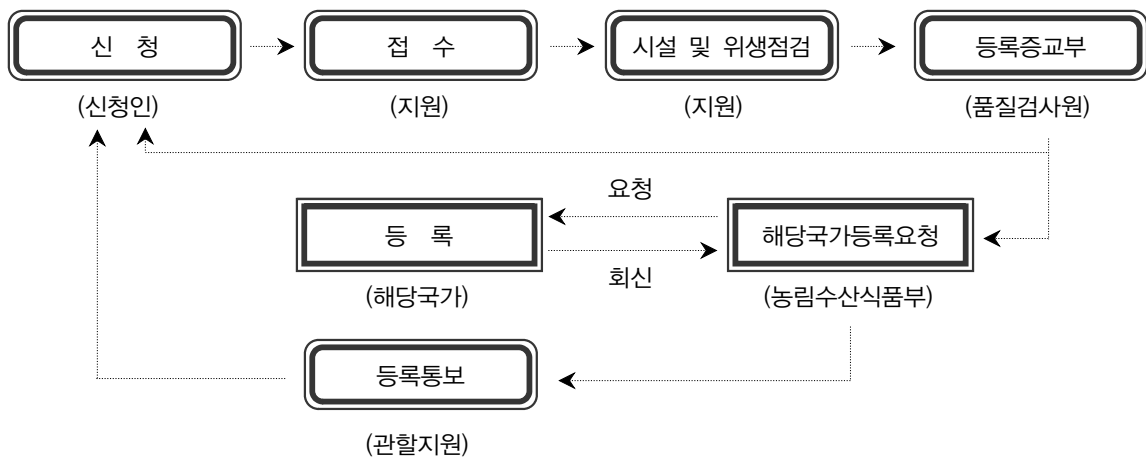 신 청
접 수
시설 및 위생점검
등록증교부
(신청인)
(지원)
(지원)
(품질검사원)
요청
등 록
해당국가등록요청
회신
(해당국가)
(농림수산식품부)
등록통보
(관할지원)